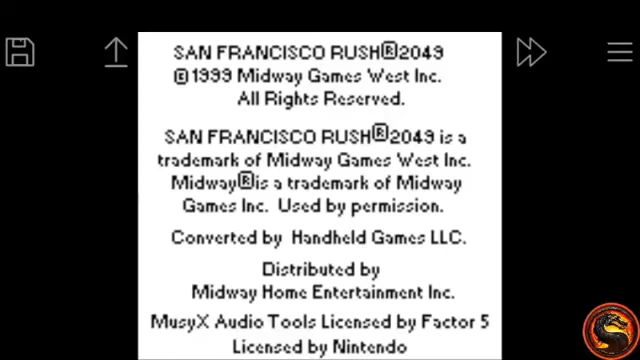 SAN FRANCISCO RUSH®2049
©1999 Midway Games West Inc.
All Rights Reserved.
SAN FRANCISCO RUSH®2049 is a
trademark of Midway Games West Inc.
Midway®is a trademark of Midway
Games Inc. Used by permission.
Converted by Handheld Games LLC.
Distributed by
Midway Home Entertainment Inc.
MusyX Audio Tools Licensed by Factor 5
Licensed by Nintendo